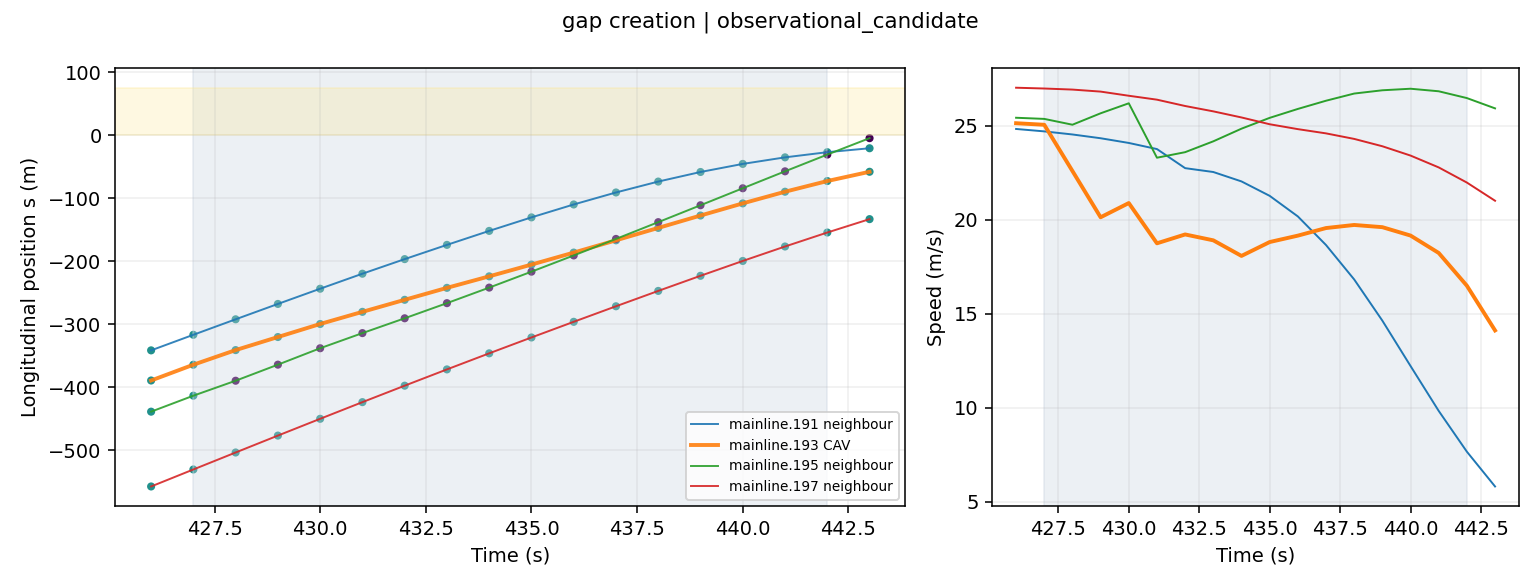 gap creation | observational_candidate
Longitudinal position s (m)
100
0
−100
−200
−300
−400
−500
427.5
430.0
432.5
435.0
437.5
440.0
442.5
Time (s)
mainline.191 neighbour
mainline.193 CAV
mainline.195 neighbour
mainline.197 neighbour
Speed (m/s)
25
20
15
10
5
427.5
430.0
432.5
435.0
437.5
440.0
442.5
Time (s)